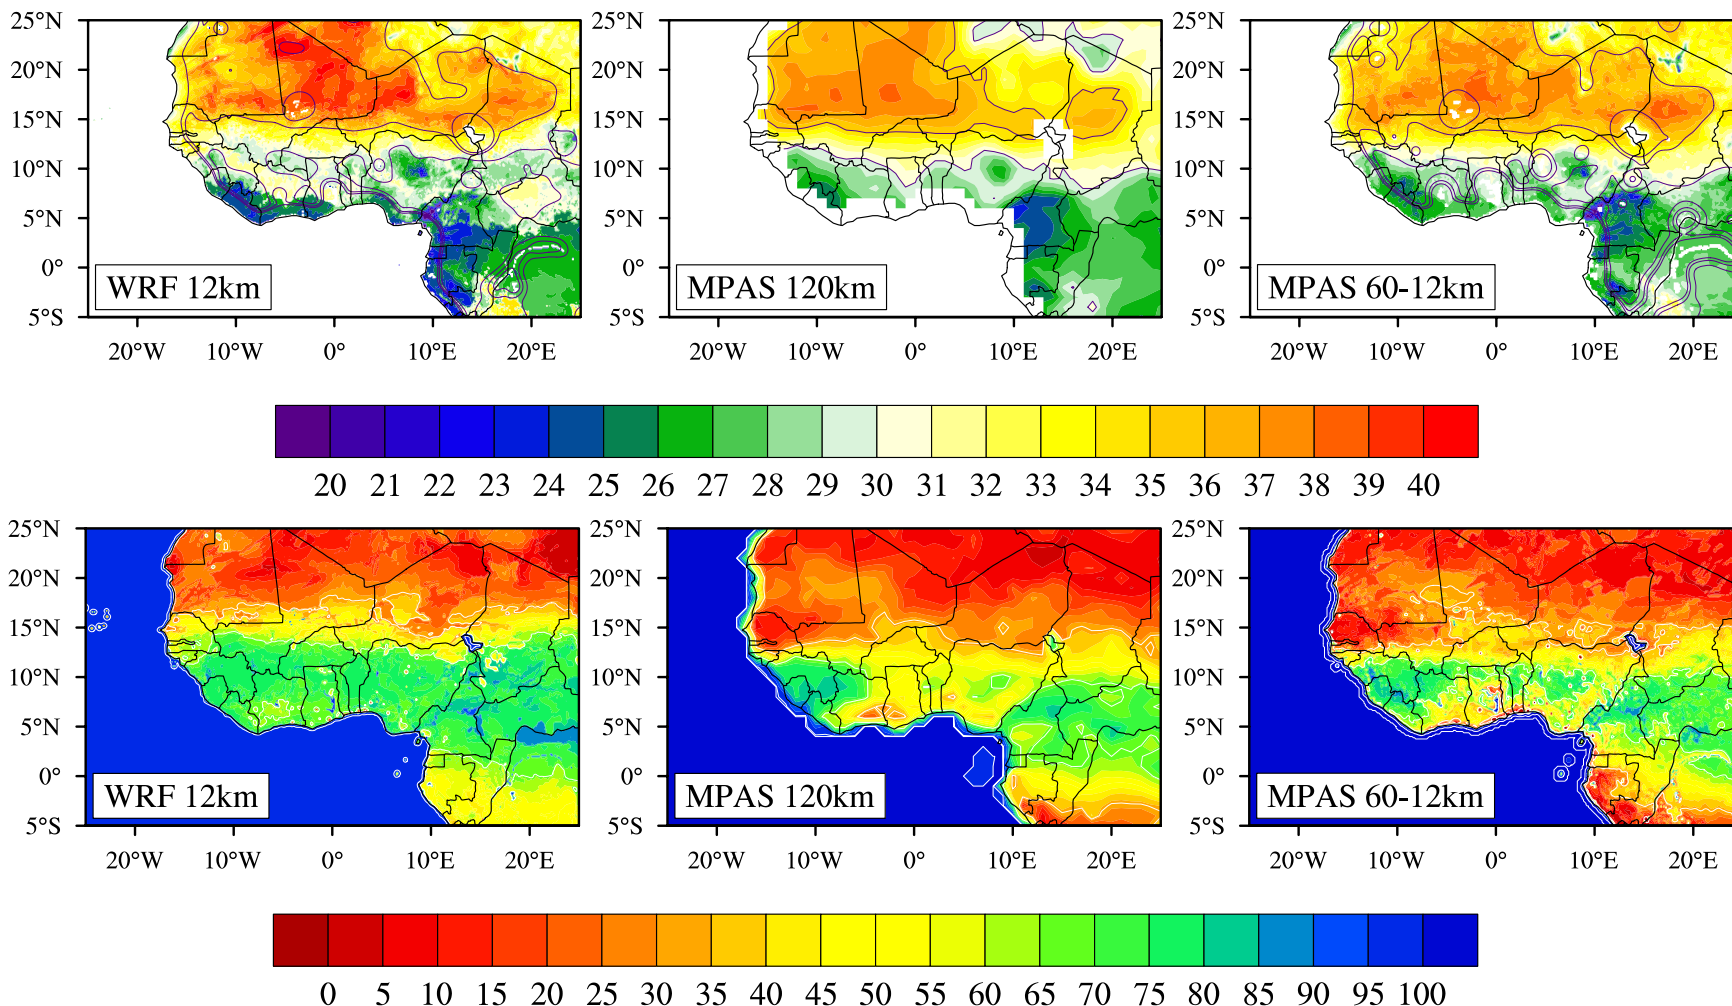 25°N 25°N 25°N
20°N 20°N 20°N
15°N 15°N 15°N
10°N 10°N 10°N
5°N 5°N 5°N
0° 0° 0°
WRF 12km MPAS 120km MPAS 60-12km
5°S 5°S 5°S
20°W 10°W 0° 10°E 20°E 20°W 10°W 0° 10°E 20°E 20°W 10°W 0° 10°E 20°E
20 21 22 23 24 25 26 27 28 29 30 31 32 33 34 35 36 37 38 39 40
25°N 25°N 25°N
20°N 20°N 20°N
15°N 15°N 15°N
10°N 10°N 10°N
5°N 5°N 5°N
0° 0° 0°
WRF 12km MPAS 120km MPAS 60-12km
5°S 5°S 5°S
20°W 10°W 0° 10°E 20°E 20°W 10°W 0° 10°E 20°E 20°W 10°W 0° 10°E 20°E
0 5 10 15 20 25 30 35 40 45 50 55 60 65 70 75 80 85 90 95 100